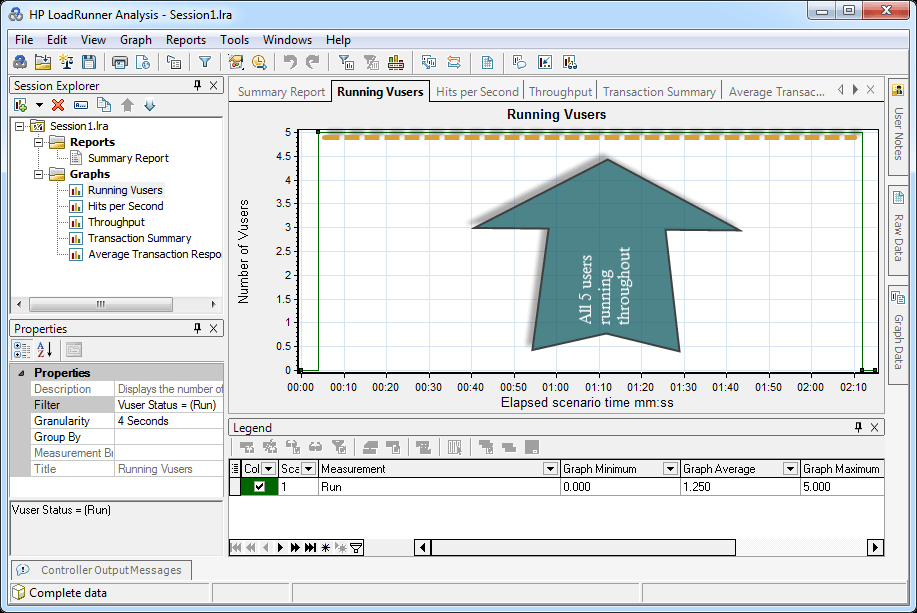 HP LoadRunner Analysis - Session1.lra
File Edit View Graph Reports Tools Windows Help
Session Explorer
Session1.lra
Reports
Summary Report
Graphs
Running Vusers
Hits per Second
Throughput
Transaction Summary
Average Transaction Respo
Properties
Properties
Description Displays the number of
Filter Vuser Status = (Run)
Granularity 4 Seconds
Group By
Measurement Br
Title Running Vusers
Vuser Status = (Run)
Summary Report Running Vusers Hits per Second Throughput Transaction Summary Average Transac...
Running Vusers
Number of Vusers
5
4.5
4
3.5
3
2.5
2
1.5
1
0.5
0
All 5 users
running
throughout
00:00 00:10 00:20 00:30 00:40 00:50 01:00 01:10 01:20 01:30 01:40 01:50 02:00 02:10
Elapsed scenario time mm:ss
User Notes
Raw Data
Graph Data
Legend
Col Sca Measurement Graph Minimum Graph Average Graph Maximum
1 Run 0.000 1.250 5.000
Controller Output Messages
Complete data